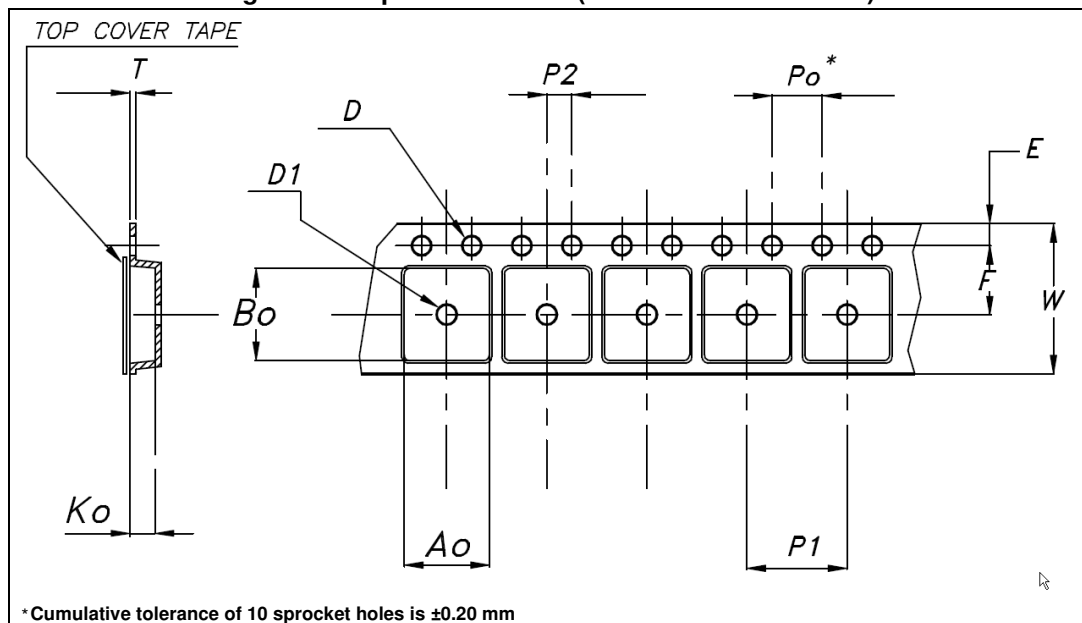 TOP COVER TAPE
T
P2
Po*
D
E
D1
F
W
Bo
Ko
Ao
P1
*Cumulative tolerance of 10 sprocket holes is ±0.20 mm